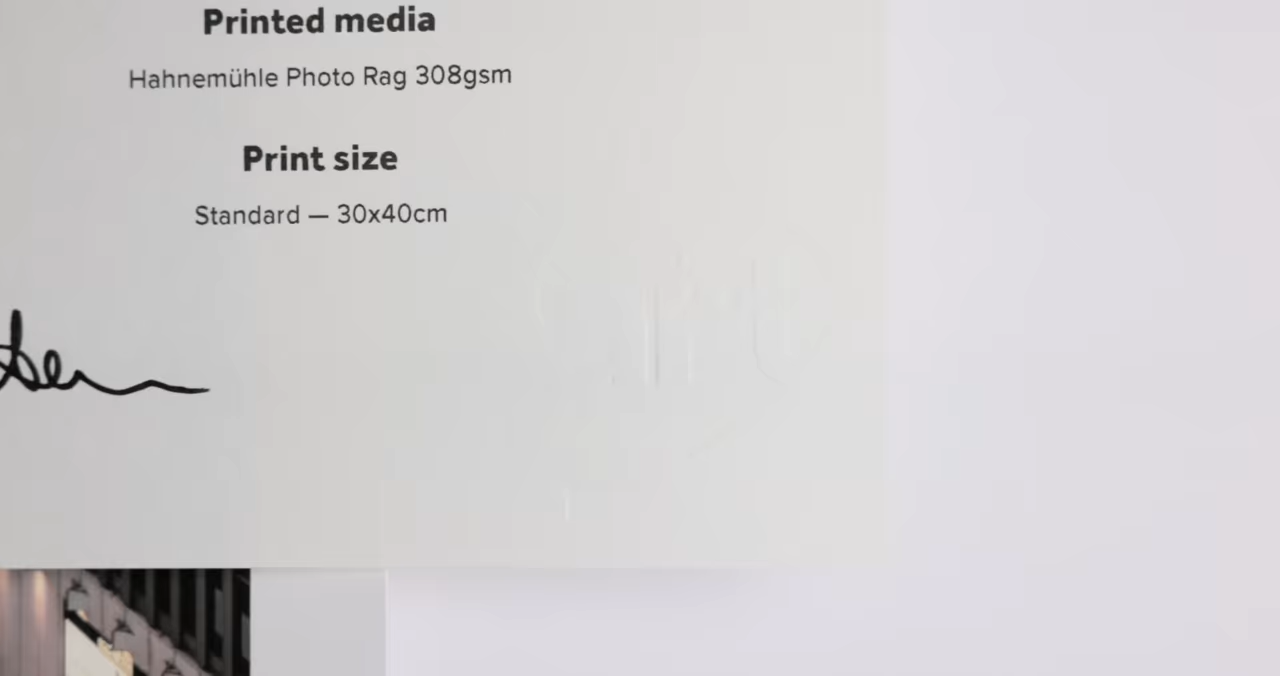 Printed media
Hahnemühle Photo Rag 308gsm
Print size
Standard — 30x40cm